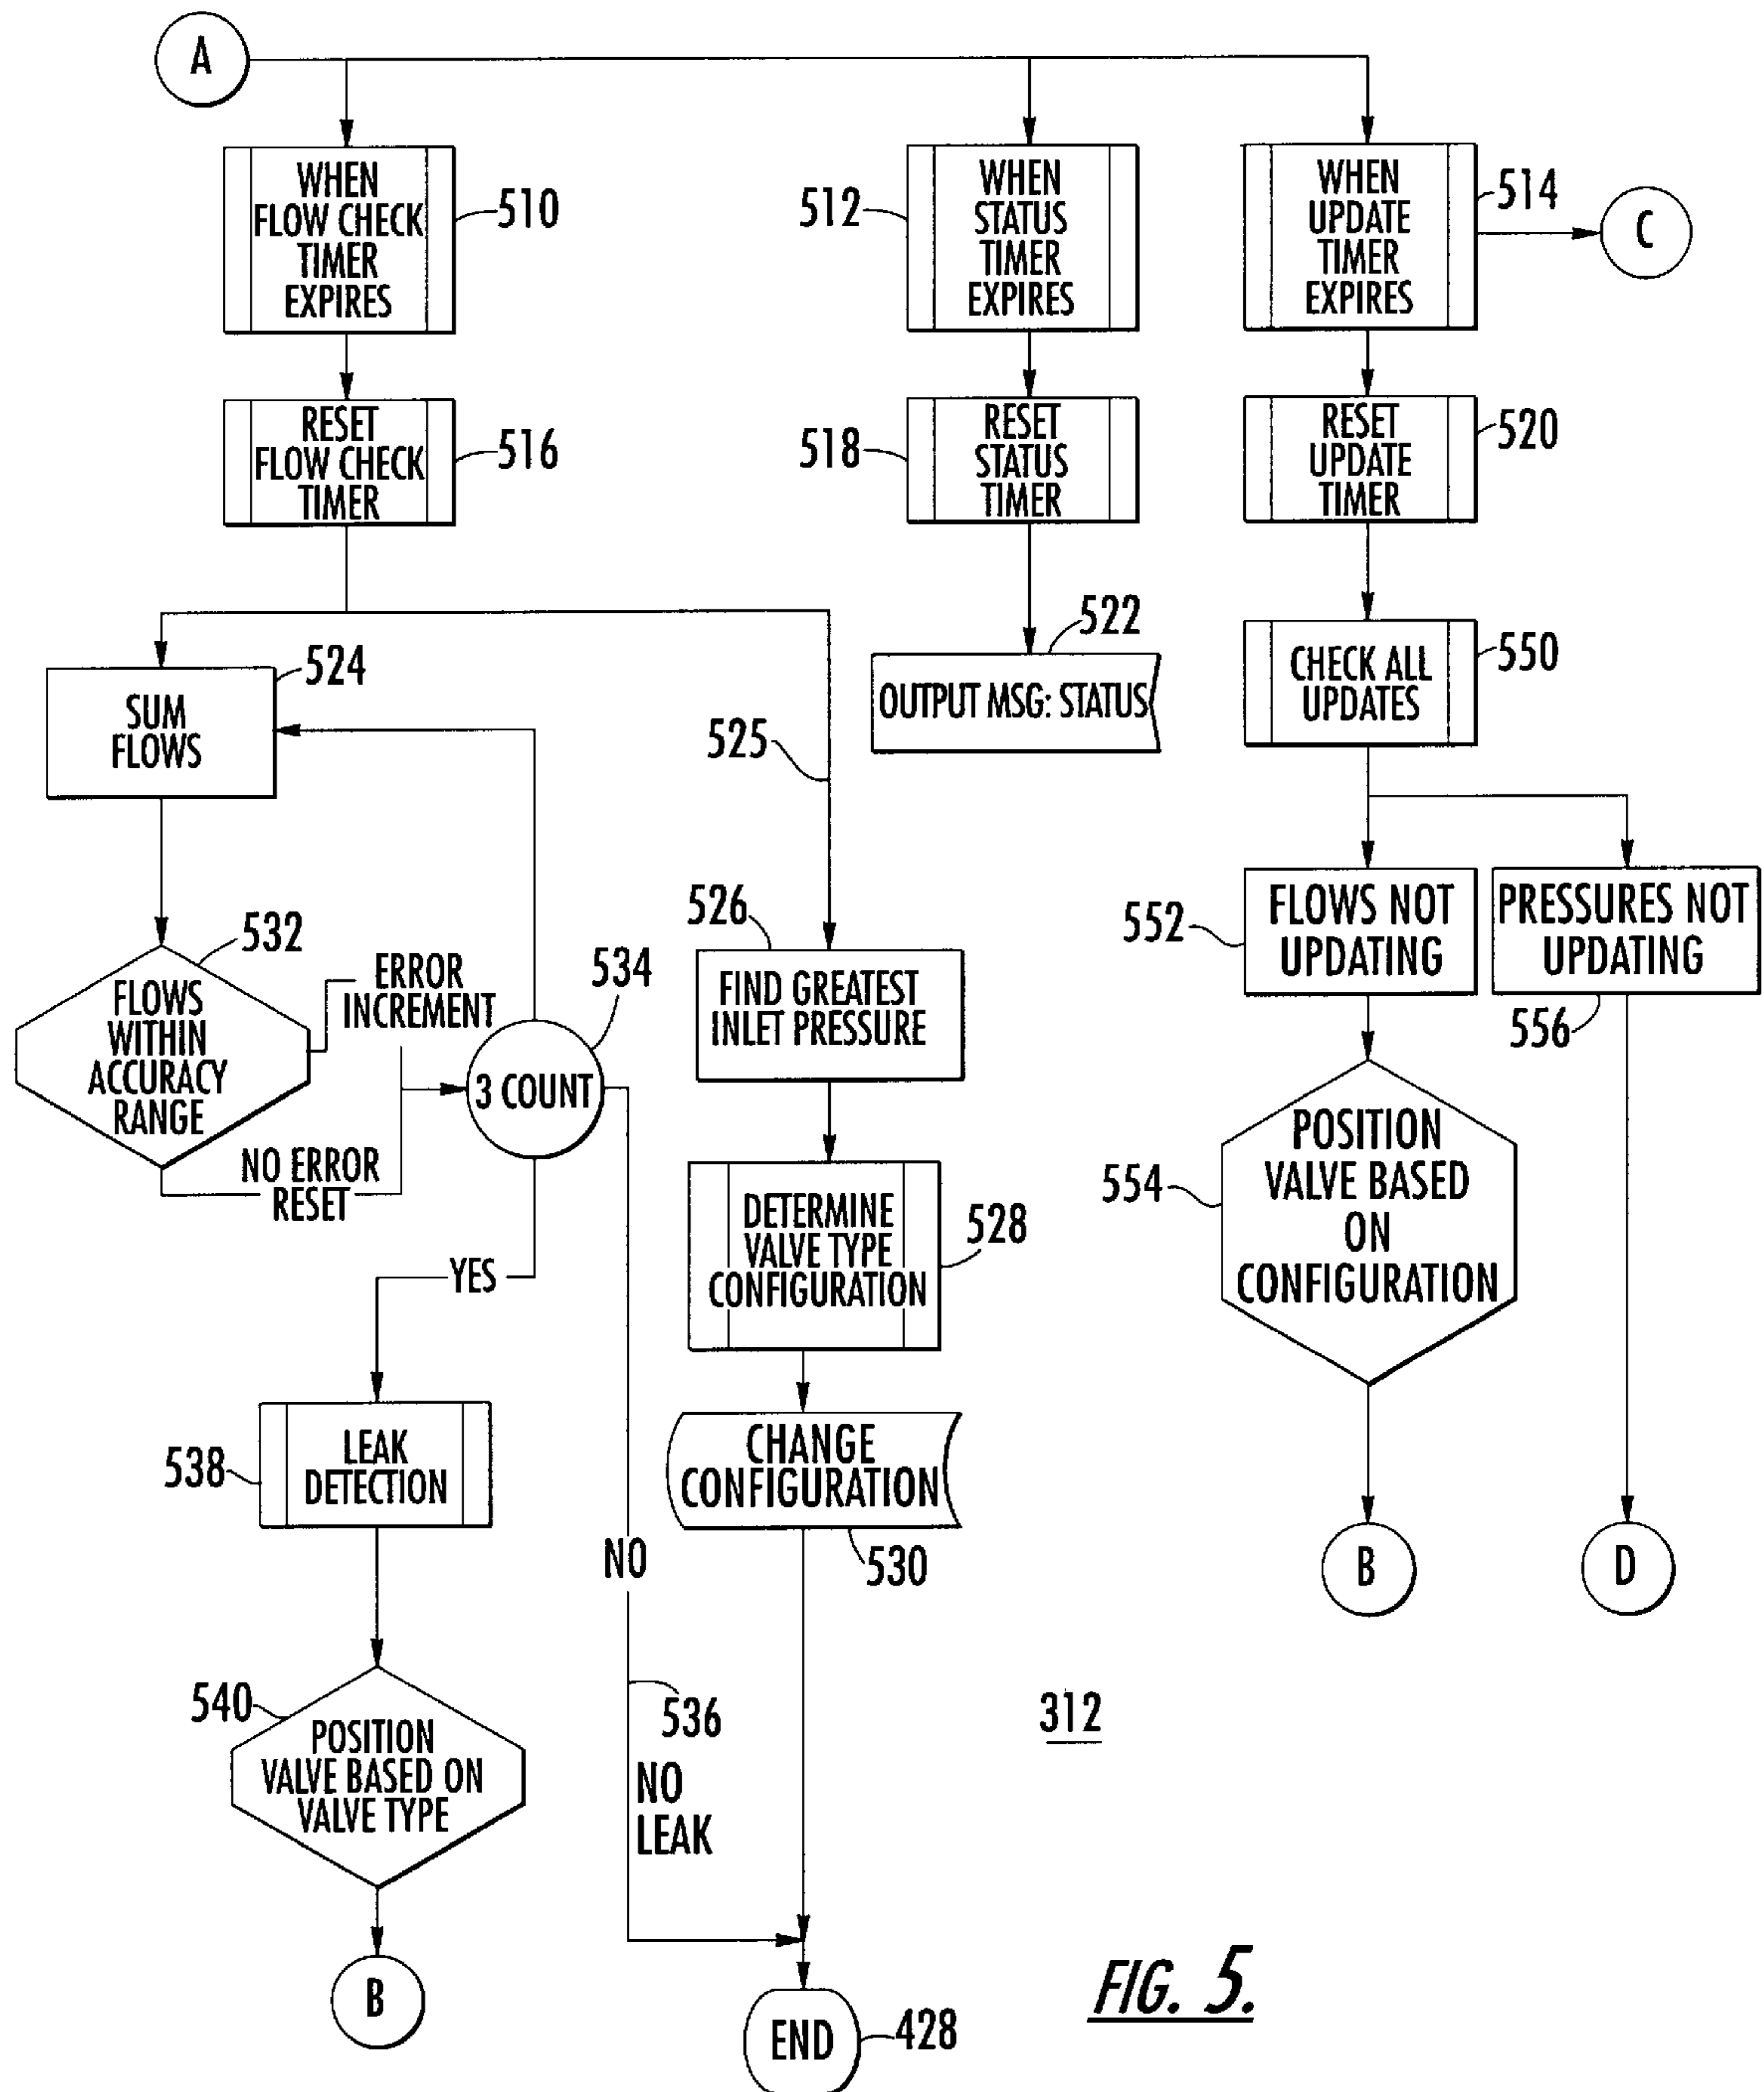 A
WHEN
FLOW CHECK
TIMER
EXPIRES
510
512
WHEN
STATUS
TIMER
EXPIRES
WHEN
UPDATE
TIMER
EXPIRES
514
C
RESET
FLOW CHECK
TIMER
516
518
RESET
STATUS
TIMER
RESET
UPDATE
TIMER
520
SUM
FLOWS
524
525
522
OUTPUT MSG: STATUS
CHECK ALL
UPDATES
550
532
FLOWS
WITHIN
ACCURACY
RANGE
ERROR
INCREMENT
NO ERROR
RESET
534
3 COUNT
526
FIND GREATEST
INLET PRESSURE
552
FLOWS NOT
UPDATING
PRESSURES NOT
UPDATING
556
DETERMINE
VALVE TYPE
CONFIGURATION
528
554
POSITION
VALVE BASED
ON
CONFIGURATION
YES
538
LEAK
DETECTION
CHANGE
CONFIGURATION
530
NO
B
D
540
POSITION
VALVE BASED ON
VALVE TYPE
536
NO
LEAK
312
B
END
428
FIG. 5.